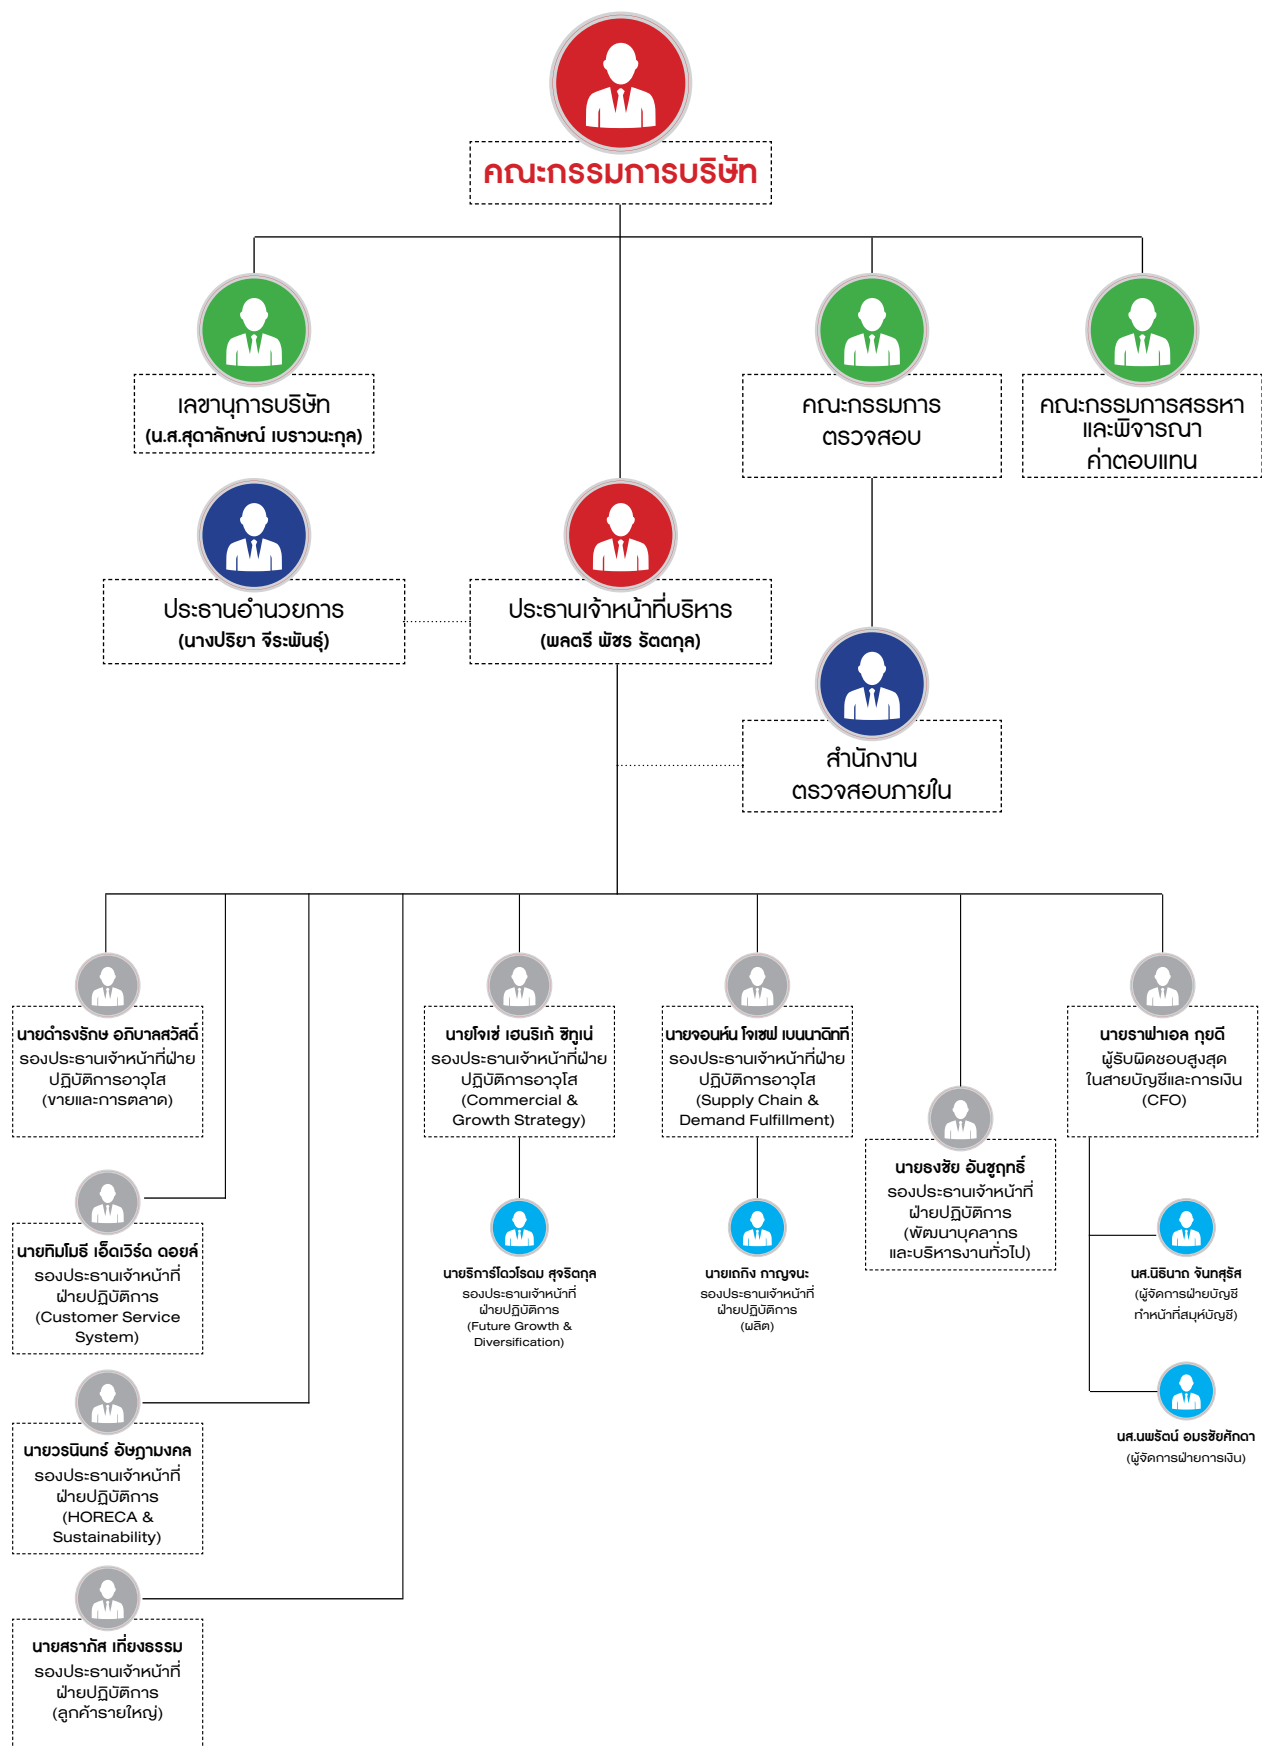 คณะกรรมการบริษัท
เลขานุการบริษัท
(น.ส.สุดาลักษณ์ เบราวนะกุล)
คณะกรรมการ
ตรวจสอบ
คณะกรรมการสรรหา
และพิจารณา
ค่าตอบแทน
ประธานอำนวยการ
(นางปริยา จีระพันธุ์)
ประธานเจ้าหน้าที่บริหาร
(พลตรี พัชร รัตตกุล)
สำนักงาน
ตรวจสอบภายใน
นายดำรงรักษ อภิบาลสวัสดิ์
รองประธานเจ้าหน้าที่ฝ่าย
ปฏิบัติการอาวุโส
(ขายและการตลาด)
นายโจเซ่ เฮนริเก้ ซิทูเน่
รองประธานเจ้าหน้าที่ฝ่าย
ปฏิบัติการอาวุโส
(Commercial &
Growth Strategy)
นายจอนห์น โจเซฟ เบนนาดิทที
รองประธานเจ้าหน้าที่ฝ่าย
ปฏิบัติการอาวุโส
(Supply Chain &
Demand Fulfillment)
นายราฟาเอล กุยดี
ผู้รับผิดชอบสูงสุด
ในสายบัญชีและการเงิน
(CFO)
นายธงชัย อันชูฤทธิ์
รองประธานเจ้าหน้าที่
ฝ่ายปฏิบัติการ
(พัฒนาบุคลากร
และบริหารงานทั่วไป)
นายทิมโมธี เอ็ดเวิร์ด ดอยล์
รองประธานเจ้าหน้าที่
ฝ่ายปฏิบัติการ
(Customer Service
System)
นายริการ์โดวโรดม สุจริตกุล
รองประธานเจ้าหน้าที่
ฝ่ายปฏิบัติการ
(Future Growth &
Diversification)
นายเถกิง กาญจนะ
รองประธานเจ้าหน้าที่
ฝ่ายปฏิบัติการ
(ผลิต)
นส.นิธินาถ จันทสุรัส
(ผู้จัดการฝ่ายบัญชี
ทำหน้าที่สมุห์บัญชี)
นส.นพรัตน์ อมรชัยศักดา
(ผู้จัดการฝ่ายการเงิน)
นายวรนินทร์ อัษฎามงคล
รองประธานเจ้าหน้าที่
ฝ่ายปฏิบัติการ
(HORECA &
Sustainability)
นายสราภัส เที่ยงธรรม
รองประธานเจ้าหน้าที่
ฝ่ายปฏิบัติการ
(ลูกค้ารายใหญ่)